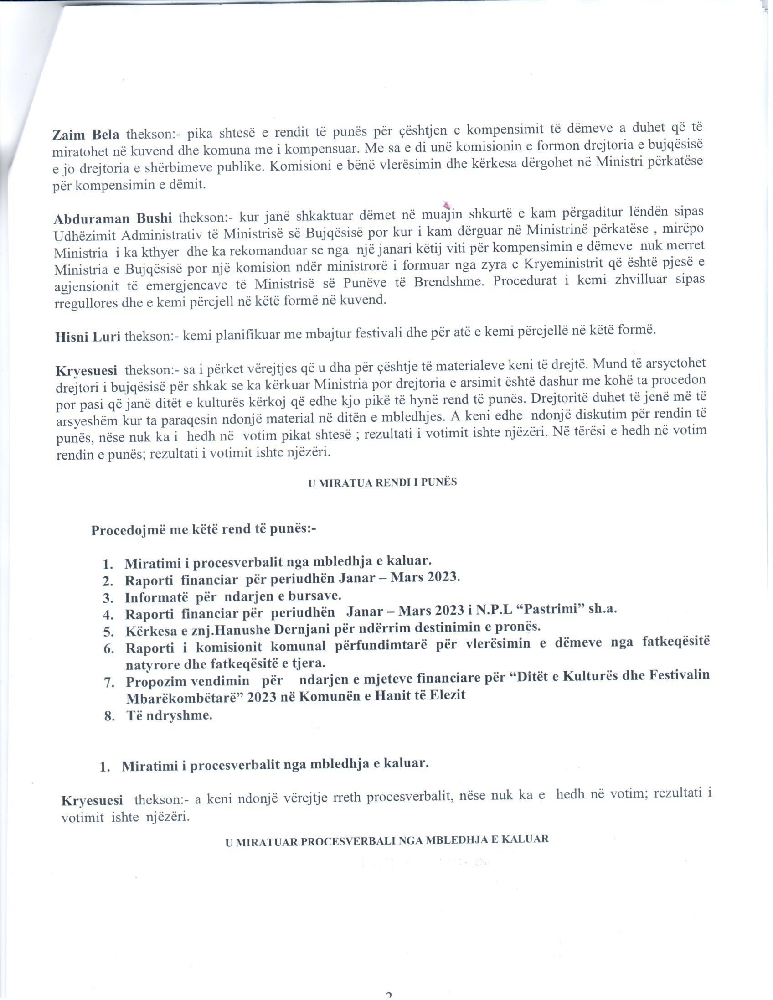 Zaim Bela thekson:- pika shtesë e rendit të punës për çështjen e kompensimit të dëmeve a duhet që të
miratohet në kuvend dhe komuna me i kompensuar. Me sa e di unë komisionin e formon drejtoria e bujqësisë
e jo drejtoria e shërbimeve publike. Komisioni e bënë vlerësimin dhe kërkesa dërgohet në Ministri përkatëse
për kompensimin e dëmit.
Abduraman Bushi thekson:- kur janë shkaktuar dëmet në muajin shkurtë e kam përgaditur lëndën sipas
Udhëzimit Administrativ të Ministrisë së Bujqësisë por kur i kam dërguar në Ministrinë përkatëse , mirëpo
Ministria i ka kthyer dhe ka rekomanduar se nga një janari këtij viti për kompensimin e dëmeve nuk merret
Ministria e Bujqësisë por një komision ndër ministrorë i formuar nga zyra e Kryeministrit që është pjesë e
agjensionit të emergjencave të Ministrisë së Punëve të Brendshme. Procedurat i kemi zhvilluar sipas
rregullores dhe e kemi përcjell në këtë formë në kuvend.
Hisni Luri thekson:- kemi planifikuar me mbajtur festivali dhe për atë e kemi përcjellë në këtë formë.
Kryesuesi thekson:- sa i përket vërejtjes që u dha për çështje të materialeve keni të drejtë. Mund të arsyetohet
drejtori i bujqësisë për shkak se ka kërkuar Ministria por drejtoria e arsimit është dashur me kohë ta procedon
por pasi që janë ditët e kulturës kërkoj që edhe kjo pikë të hynë rend të punës. Drejtoritë duhet të jenë më të
arsyeshëm kur ta paraqesin ndonjë material në ditën e mbledhjes. A keni edhe ndonjë diskutim për rendin të
punës, nëse nuk ka i hedh në votim pikat shtesë ; rezultati i votimit ishte njëzëri. Në tërësi e hedh në votim
rendin e punës; rezultati i votimit ishte njëzëri.
U MIRATUA RENDI I PUNËS
Procedojmë me këtë rend të punës:-
1. Miratimi i procesverbalit nga mbledhja e kaluar.
2. Raporti financiar për periudhën Janar – Mars 2023.
3. Informatë për ndarjen e bursave.
4. Raporti financiar për periudhën Janar – Mars 2023 i N.P.L “Pastrimi” sh.a.
5. Kërkesa e znj.Hanushe Dernjani për ndërrim destinimin e pronës.
6. Raporti i komisionit komunal përfundimtarë për vlerësimin e dëmeve nga fatkeqësitë
natyrore dhe fatkeqësitë e tjera.
7. Propozim vendimin për ndarjen e mjeteve financiare për “Ditët e Kulturës dhe Festivalin
Mbarëkombëtarë” 2023 në Komunën e Hanit të Elezit
8. Të ndryshme.
1. Miratimi i procesverbalit nga mbledhja e kaluar.
Kryesuesi thekson:- a keni ndonjë vërejtje rreth procesverbalit, nëse nuk ka e hedh në votim; rezultati i
votimit ishte njëzëri.
U MIRATUAR PROCESVERBALI NGA MBLEDHJA E KALUAR
2